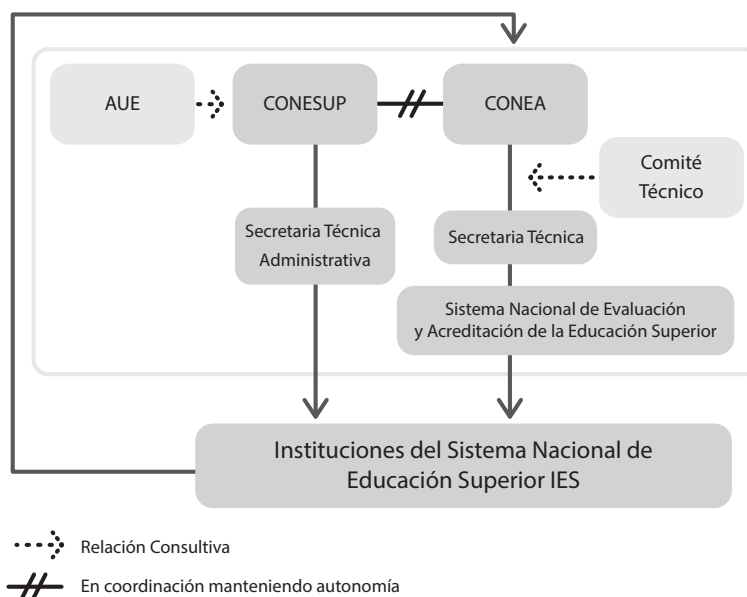 AUE
CONESUP
CONEA
Comité
Técnico
Secretaria Técnica
Administrativa
Secretaria Técnica
Sistema Nacional de Evaluación
y Acreditación de la Educación Superior
Instituciones del Sistema Nacional de
Educación Superior IES
Relación Consultiva
En coordinación manteniendo autonomía